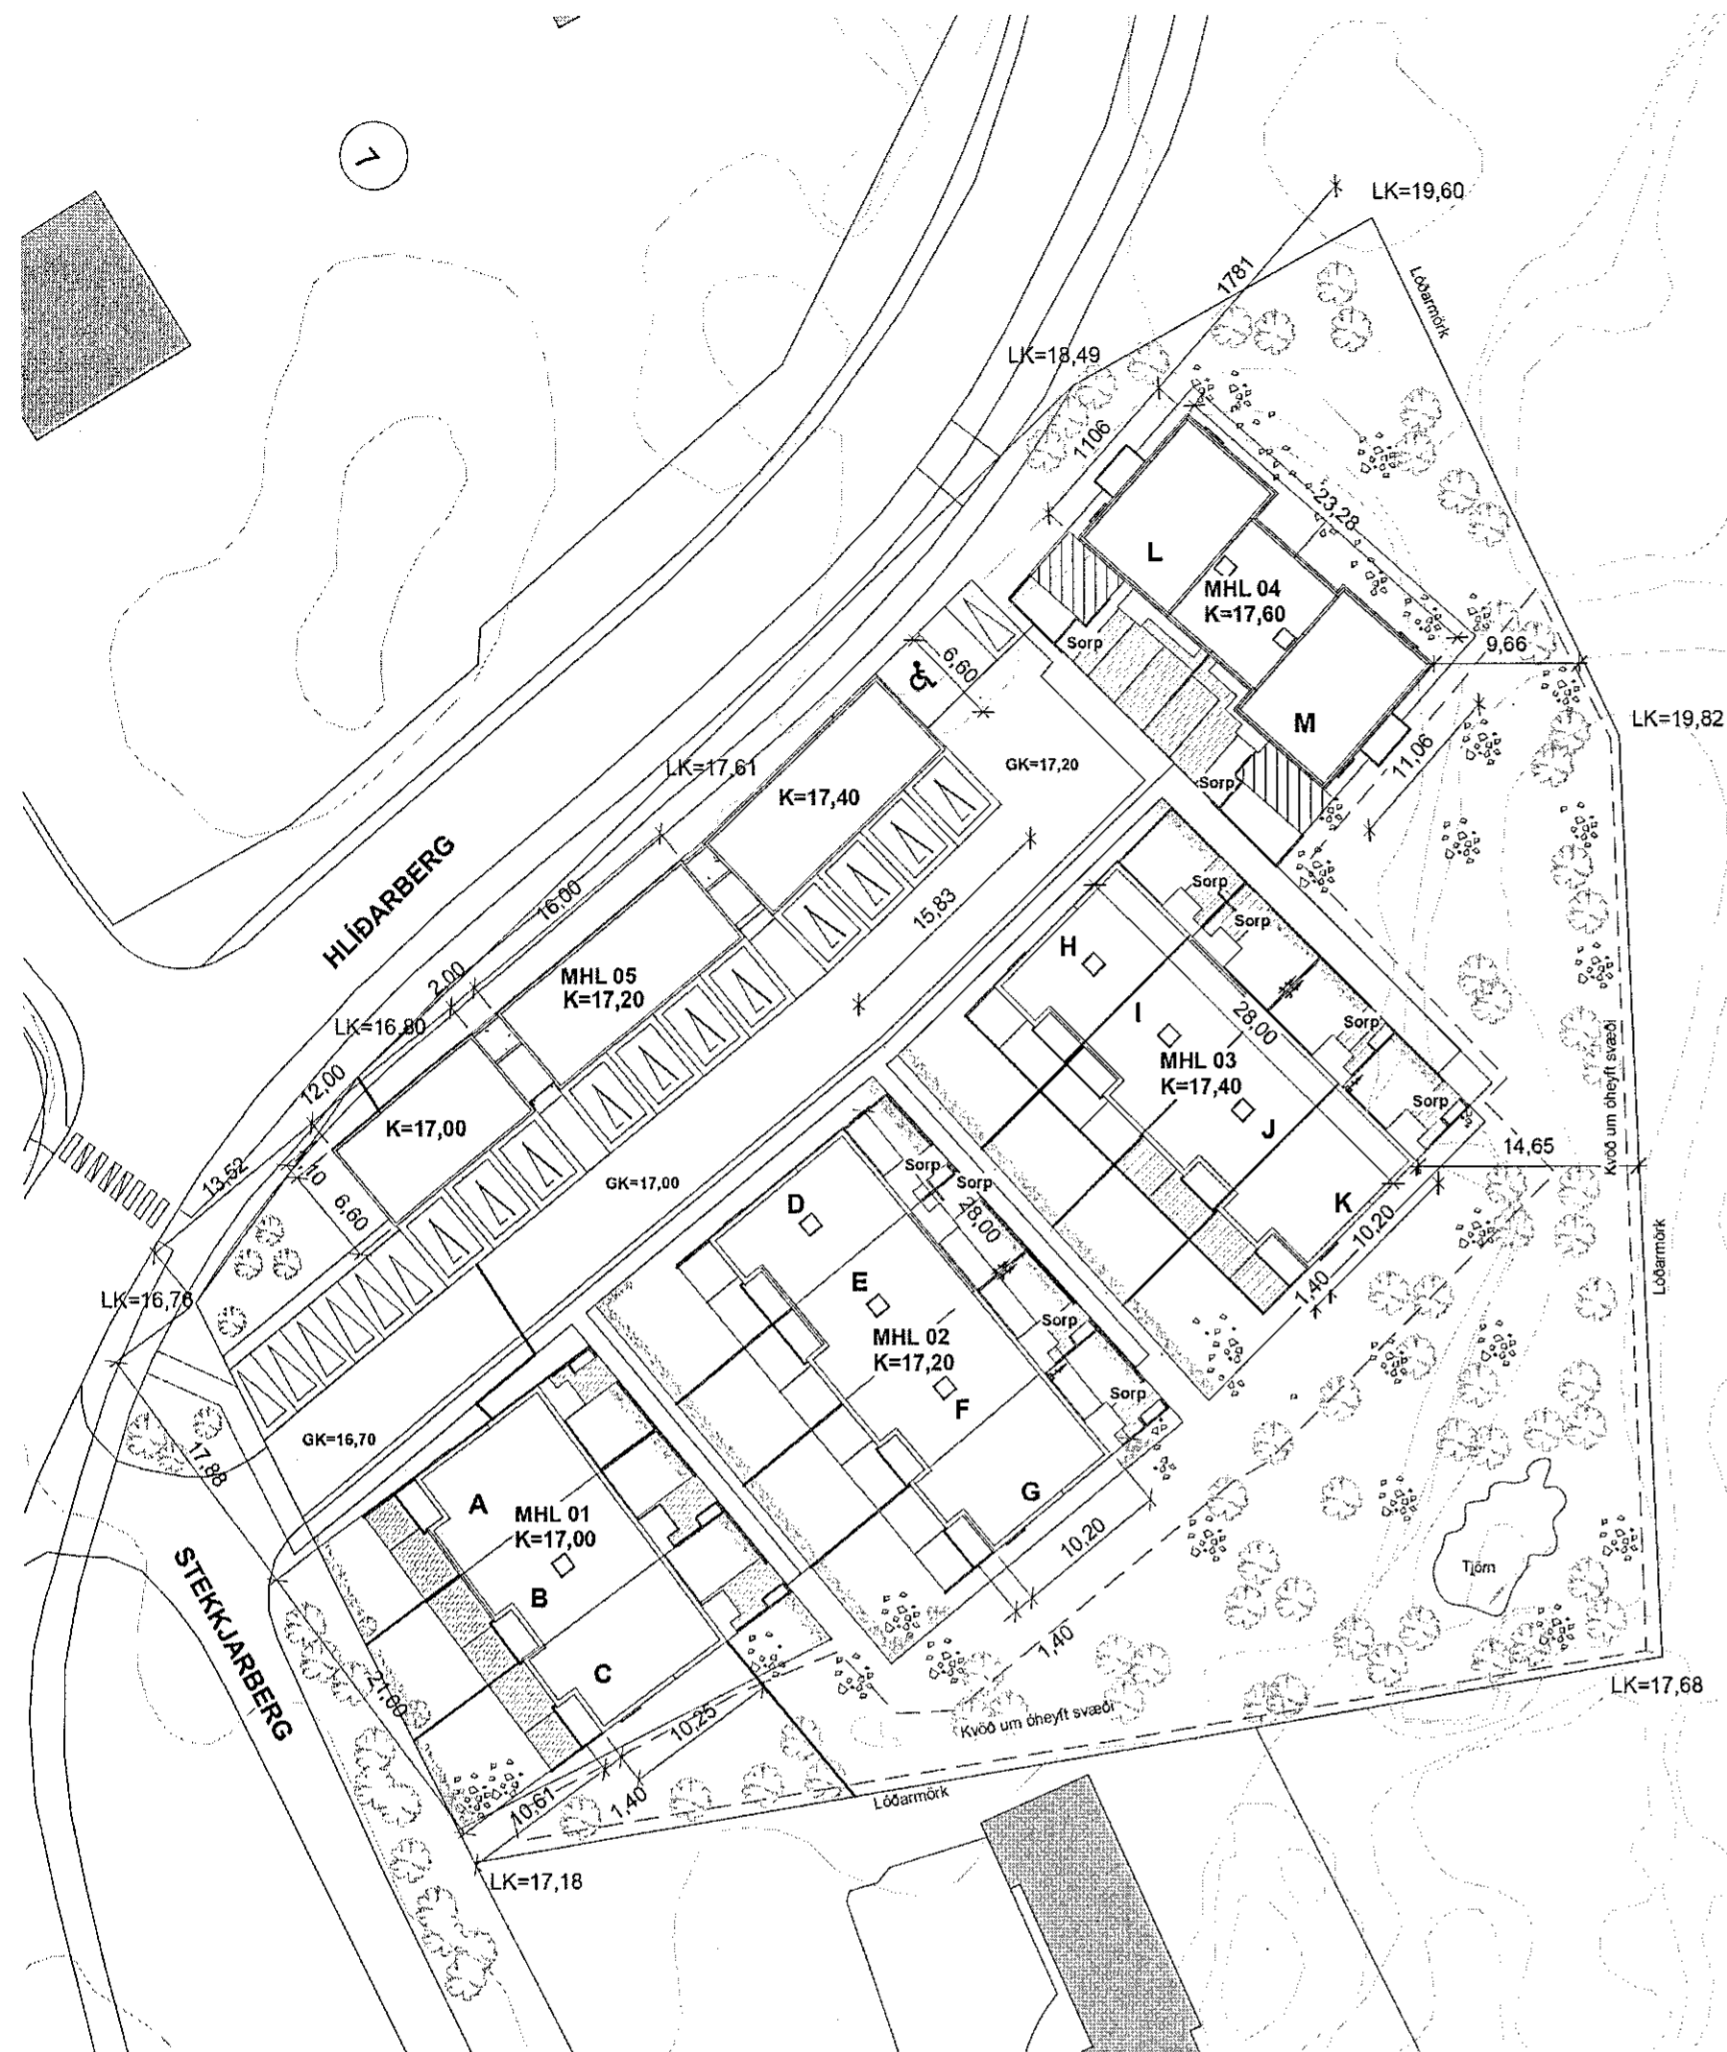 7
LK=19,60
1781
Lóðarmörk
LK=18,49
1106
23,28
L
MHL 04
K=17,60
Sorp
9,66
6,60
LK=19,82
M
11,06
LK=17,61
GK=17,20
K=17,40
Sorp
HLÍÐARBERG
16,00
15,83
Sorp
Sorp
H
2,00
MHL 05
K=17,20
I
28,00
Sorp
LK=16,80
MHL 03
K=17,40
Kvöð um óheyft svæði
12,00
J
Sorp
K=17,00
14,65
13,52
10
6,60
GK=17,00
Sorp
Sorp
D
28,00
K
10,20
Lóðarmörk
LK=16,76
E
1,40
MHL 02
K=17,20
Sorp
F
Sorp
GK=16,70
17,88
G
A
MHL 01
K=17,00
10,20
Tjörn
STEKKJARBERG
B
1,40
C
21,00
LK=17,68
10,25
Kvöð um óheyft svæði
10,61
1,40
Lóðarmörk
LK=17,18